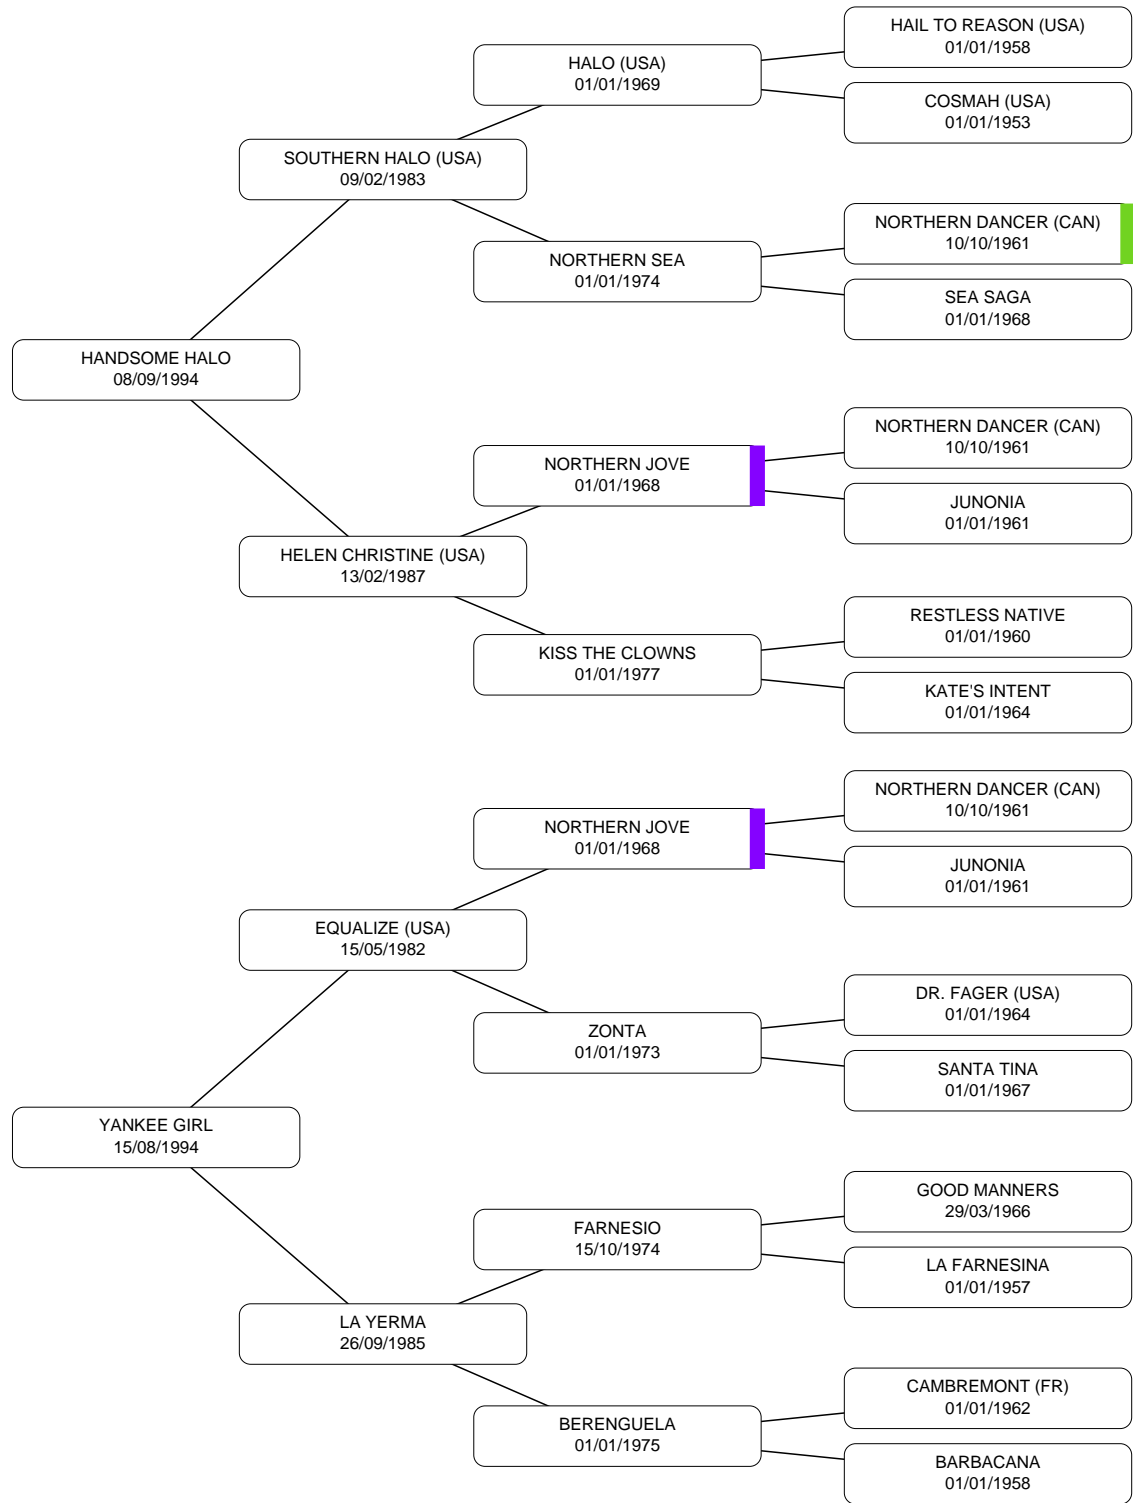 HAIL TO REASON (USA)
01/01/1958
HALO (USA)
01/01/1969
COSMAH (USA)
01/01/1953
SOUTHERN HALO (USA)
09/02/1983
NORTHERN DANCER (CAN)
10/10/1961
NORTHERN SEA
01/01/1974
SEA SAGA
01/01/1968
HANDSOME HALO
08/09/1994
NORTHERN DANCER (CAN)
10/10/1961
NORTHERN JOVE
01/01/1968
JUNONIA
01/01/1961
HELEN CHRISTINE (USA)
13/02/1987
RESTLESS NATIVE
01/01/1960
KISS THE CLOWNS
01/01/1977
KATE'S INTENT
01/01/1964
NORTHERN DANCER (CAN)
10/10/1961
NORTHERN JOVE
01/01/1968
JUNONIA
01/01/1961
EQUALIZE (USA)
15/05/1982
DR. FAGER (USA)
01/01/1964
ZONTA
01/01/1973
SANTA TINA
01/01/1967
YANKEE GIRL
15/08/1994
GOOD MANNERS
29/03/1966
FARNESIO
15/10/1974
LA FARNESINA
01/01/1957
LA YERMA
26/09/1985
CAMBREMONT (FR)
01/01/1962
BERENGUELA
01/01/1975
BARBACANA
01/01/1958